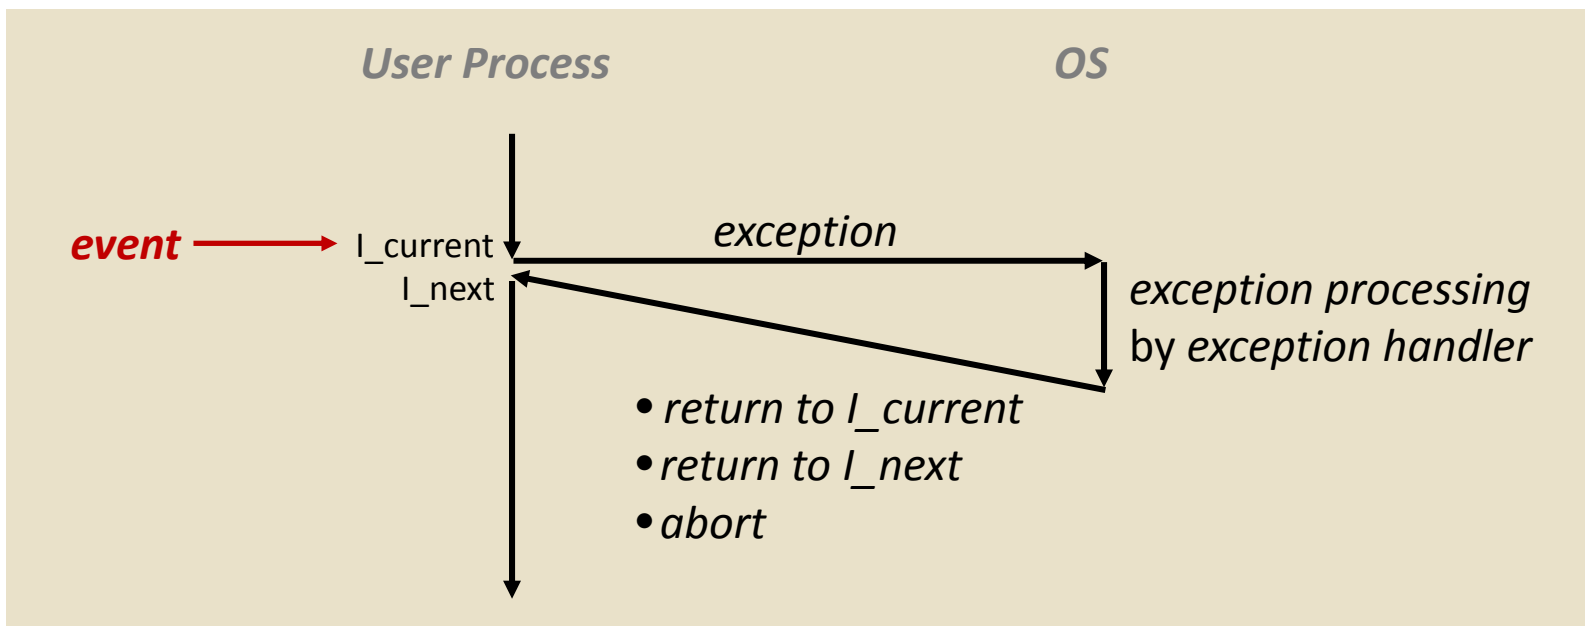 User Process
OS
event
I_current
exception
I_next
exception processing
by exception handler
• return to I_current
• return to I_next
• abort